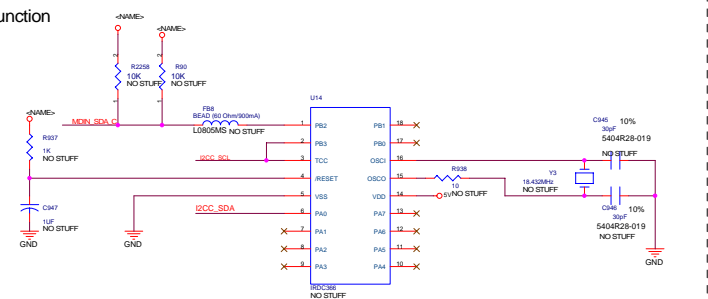 unction
<NAME>
<NAME>
R2258
10K
NO STUFF
2
1
R90
10K
NO STUFF
2
1
<NAME>
MDIN_SDA_C
FB8
BEAD (60 Ohm/900mA)
L0805MS NO STUFF
R937
1K
NO STUFF
I2CC_SCL
C947
1UF
NO STUFF
GND
GND
I2CC_SDA
U14
1 PB2 PB1 18
2 PB3 PB0 17
3 TCC OSCI 16
4 /RESET OSCO 15
5 VSS VDD 14
6 PA0 PA7 13
7 PA1 PA6 12
8 PA2 PA5 11
9 PA3 PA4 10
IRDC366
NO STUFF
R938
10
5V NO STUFF
Y3
18.432MHz
NO STUFF
C945 10%
30pF
5404R28-019
NO STUFF
C946 10%
30pF
5404R28-019
NO STUFF
GND